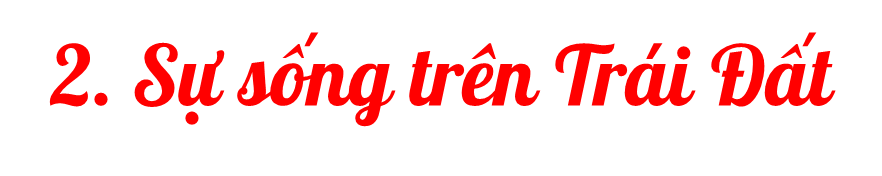 2. Sự sống trên Trái Đất